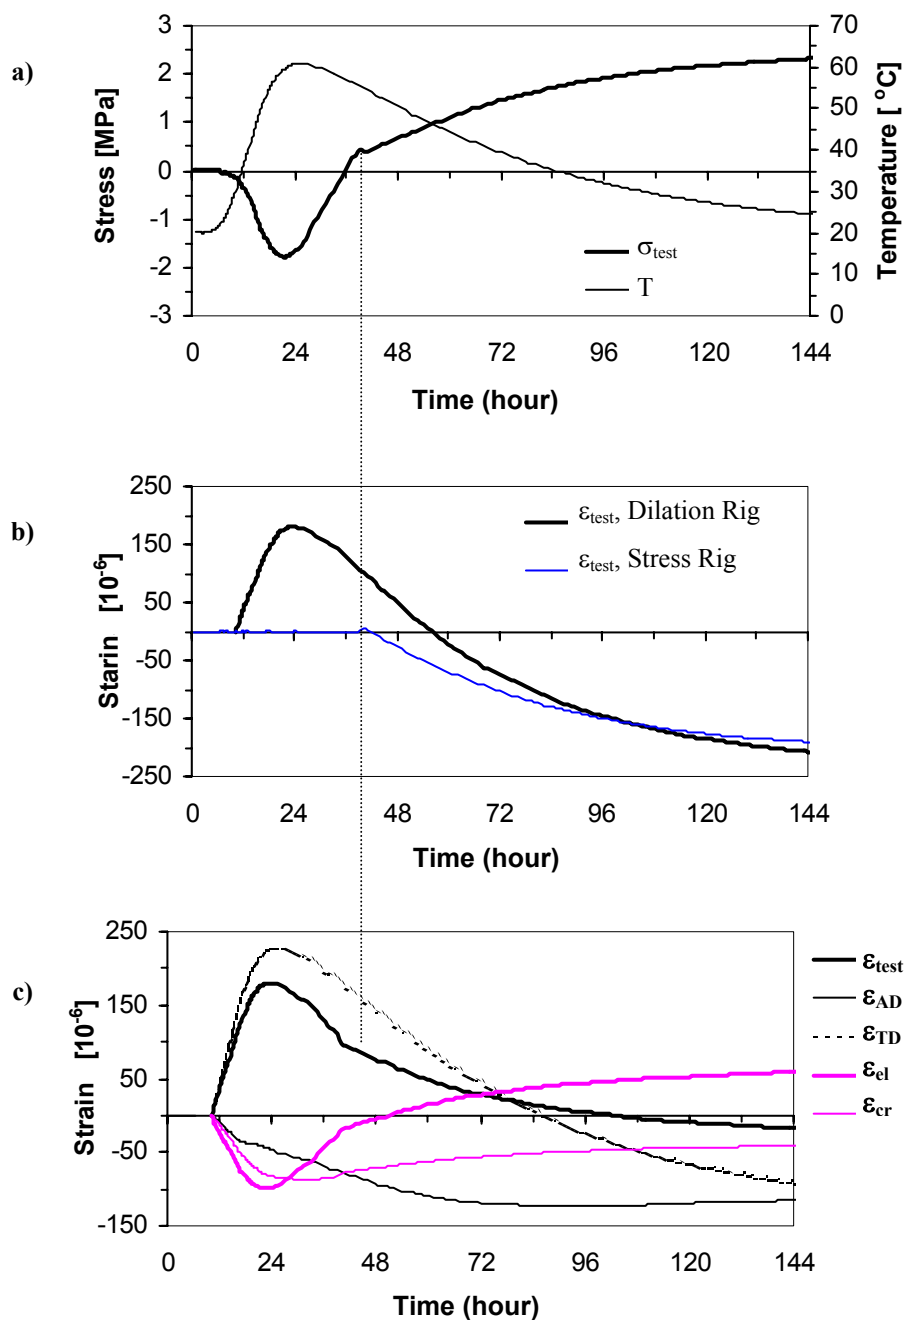 a)
Stress [MPa]
3
2
1
0
-1
-2
-3
70
60
50
40
30
20
10
0
Temperature [ °C]
σtest
T
0 24 48 72 96 120 144
Time (hour)
b)
Starin [10-6]
250
150
50
-50
-150
-250
εtest, Dilation Rig
εtest, Stress Rig
0 24 48 72 96 120 144
Time (hour)
c)
Strain [10-6]
250
150
50
-50
-150
εtest
εAD
εTD
εel
εcr
0 24 48 72 96 120 144
Time (hour)